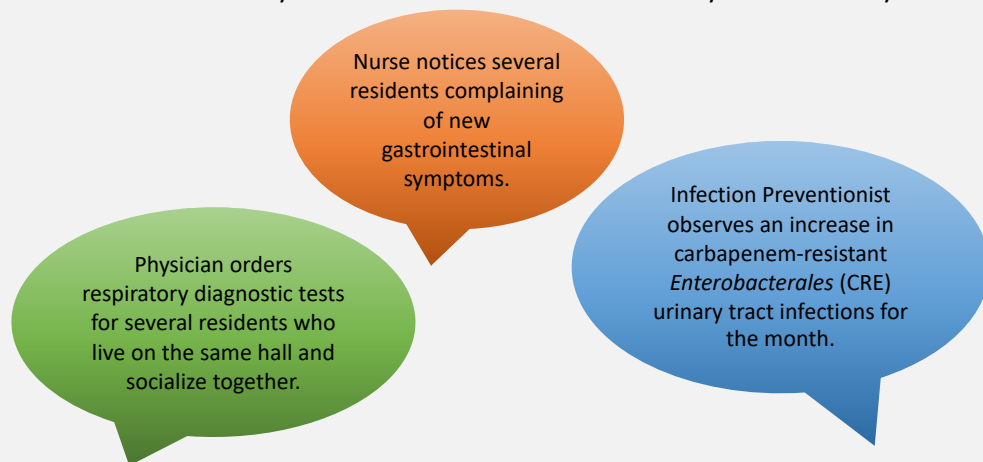 Nurse notices several
residents complaining
of new
gastrointestinal
symptoms.
Physician orders
respiratory diagnostic tests
for several residents who
live on the same hall and
socialize together.
Infection Preventionist
observes an increase in
carbapenem-resistant
Enterobacterales (CRE)
urinary tract infections for
the month.